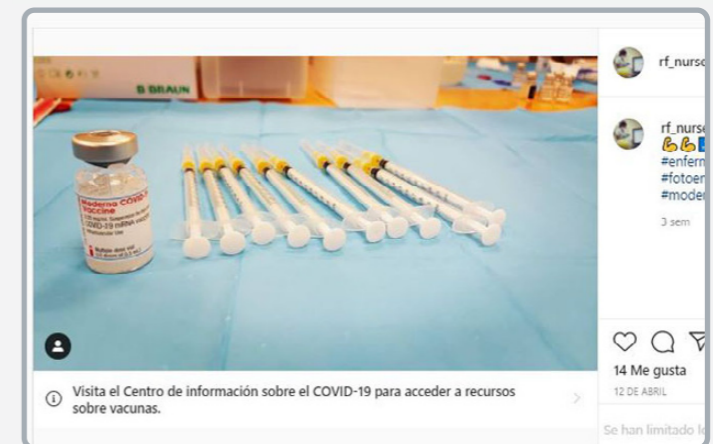 B BRAUN
Moderna COVID-19
Vaccine
COVID-19 mRNA Vaccine
Visita el Centro de información sobre el COVID-19 para acceder a recursos
sobre vacunas.
rf_nurse
rf_nurse
#enferm
#fotoen
#moder
3 sem
14 Me gusta
12 DE ABRIL
Se han limitado l